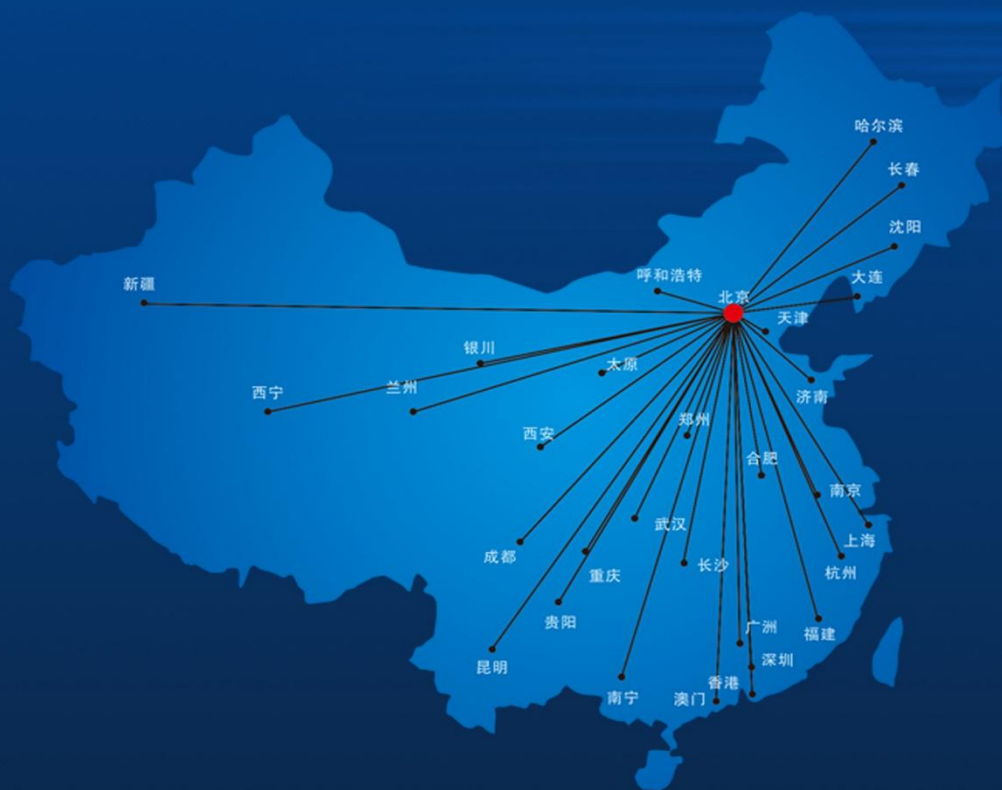 哈尔滨
长春
沈阳
呼和浩特
大连
新疆
北京
天津
银川
太原
兰州
西宁
济南
郑州
西安
合肥
南京
武汉
上海
成都
长沙
杭州
重庆
贵阳
广洲
福建
昆明
深圳
香港
南宁
澳门